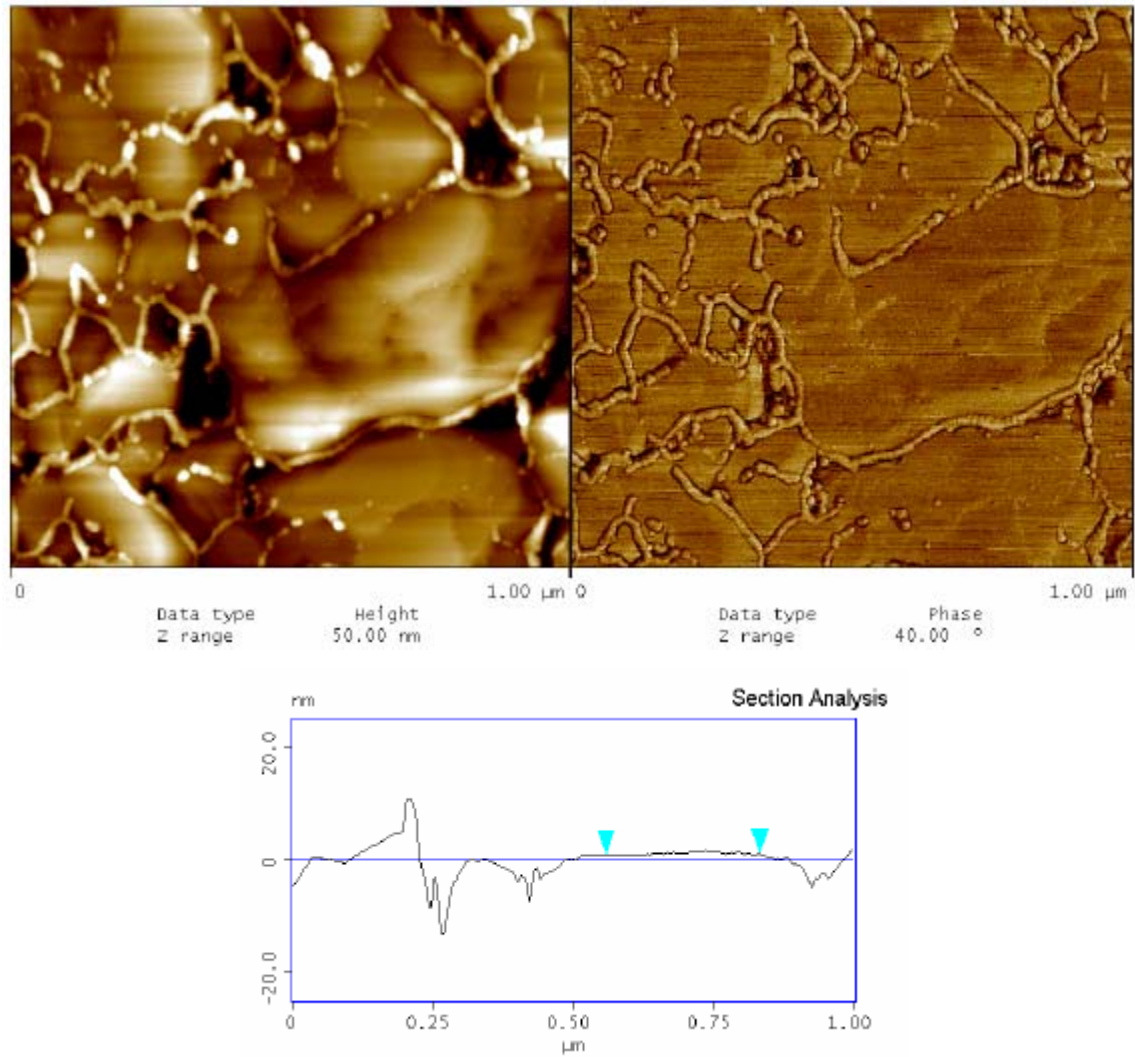 0 1.00 µm 0 1.00 µm
Data type Height Data type Phase
Z range 50.00 nm Z range 40.00 °
nm Section Analysis
20.0
0
-20.0
0 0.25 0.50 0.75 1.00
µm